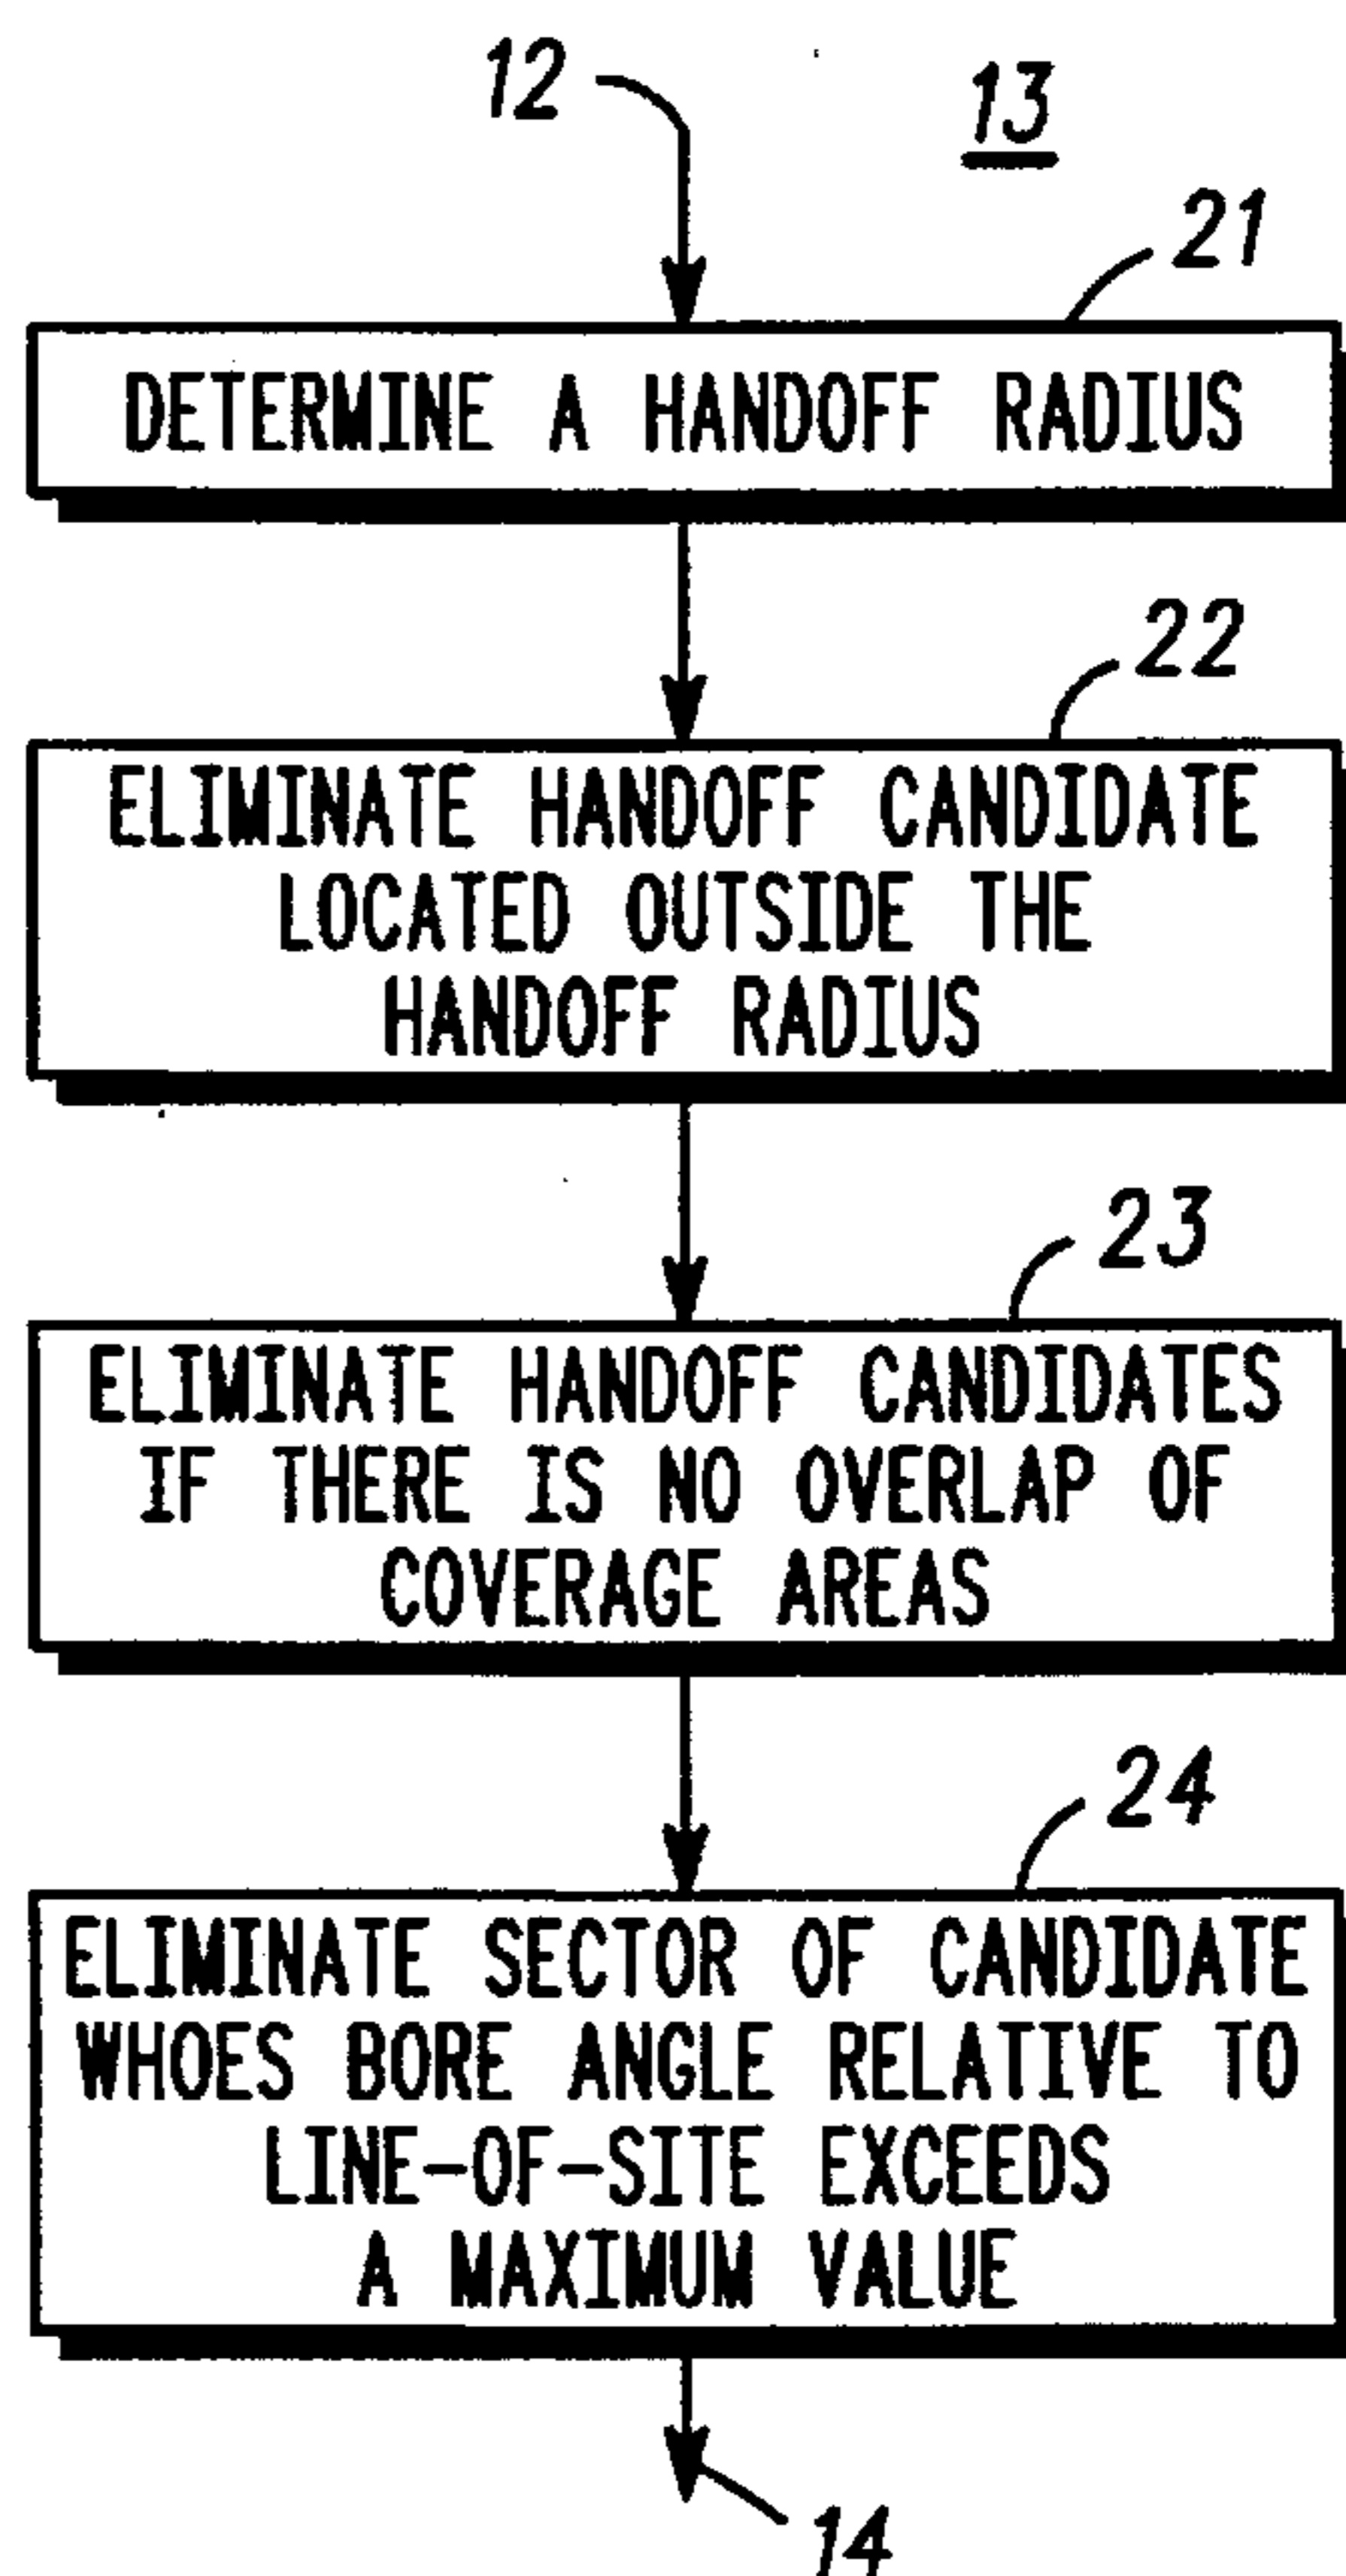 12
13
21
DETERMINE A HANDOFF RADIUS
22
ELIMINATE HANDOFF CANDIDATE
LOCATED OUTSIDE THE
HANDOFF RADIUS
23
ELIMINATE HANDOFF CANDIDATES
IF THERE IS NO OVERLAP OF
COVERAGE AREAS
24
ELIMINATE SECTOR OF CANDIDATE
WHOES BORE ANGLE RELATIVE TO
LINE-OF-SITE EXCEEDS
A MAXIMUM VALUE
14